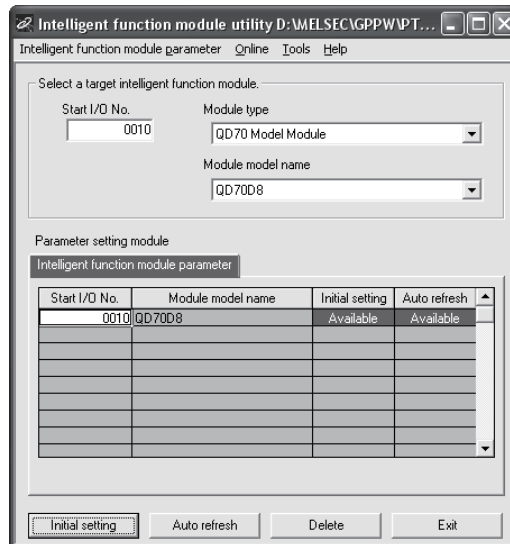 Intelligent function module utility D:\MELSEC\GPPW\PT...
Intelligent function module parameter Online Tools Help
Select a target intelligent function module.
Start I/O No. Module type
0010 QD70 Model Module
Module model name
QD70D8
Parameter setting module
Intelligent function module parameter
Start I/O No. Module model name Initial setting Auto refresh
0010 QD70D8 Available Available
Initial setting Auto refresh Delete Exit